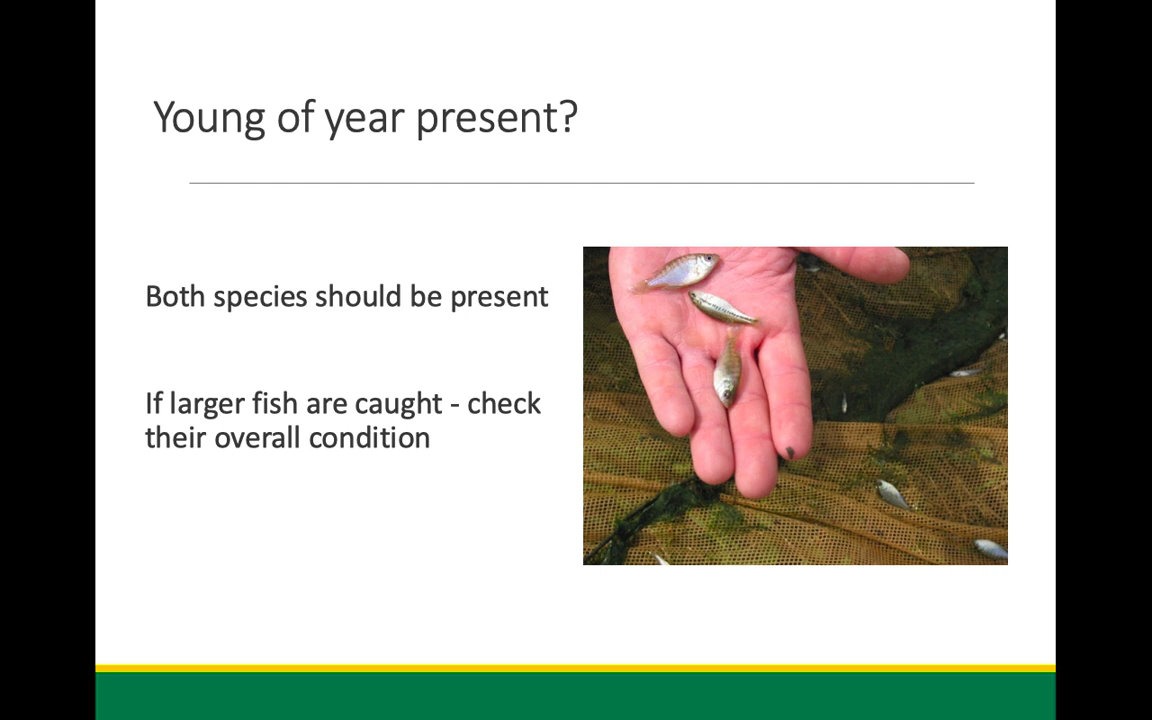 Young of year present?
Both species should be present
If larger fish are caught - check
their overall condition